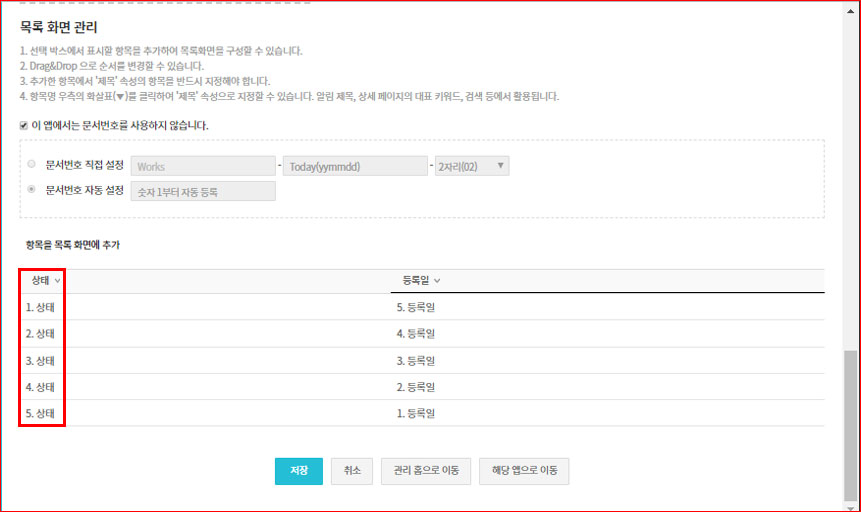 목록 화면 관리
1. 선택 박스에서 표시할 항목을 추가하여 목록화면을 구성할 수 있습니다.
2. Drag&Drop 으로 순서를 변경할 수 있습니다.
3. 추가한 항목에서 '제목' 속성의 항목을 반드시 지정해야 합니다.
4. 항목명 우측의 화살표(▼)를 클릭하여 '제목' 속성으로 지정할 수 있습니다. 알림 제목, 상세 페이지의 대표 키워드, 검색 등에서 활용됩니다.
이 앱에서는 문서번호를 사용하지 않습니다.
문서번호 직접 설정 Works - Today(yymmdd) - 2자리(02) ▼
문서번호 자동 설정 숫자 1부터 자동 등록
항목을 목록 화면에 추가
상태 등록일
1. 상태 5. 등록일
2. 상태 4. 등록일
3. 상태 3. 등록일
4. 상태 2. 등록일
5. 상태 1. 등록일
저장 취소 관리 홈으로 이동 해당 앱으로 이동